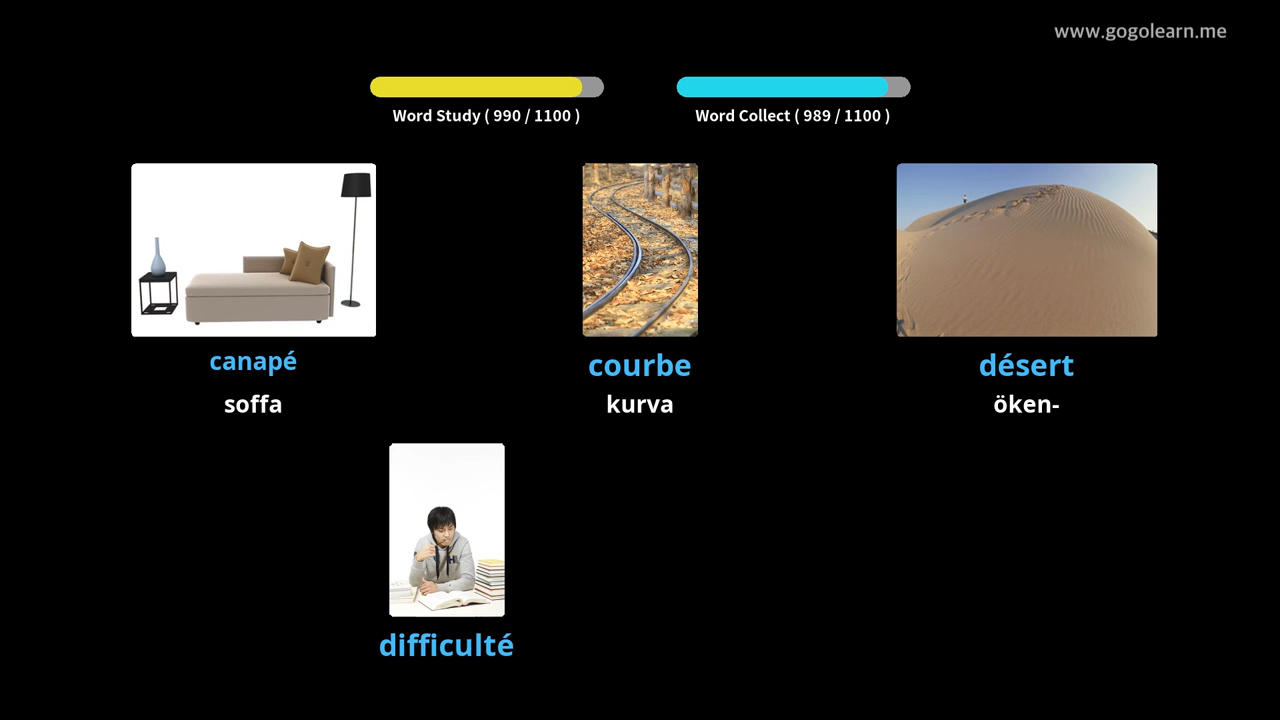 www.gogolearn.me
Word Study ( 990 / 1100 )
Word Collect ( 989 / 1100 )
canapé
soffa
courbe
kurva
désert
öken-
difficulté